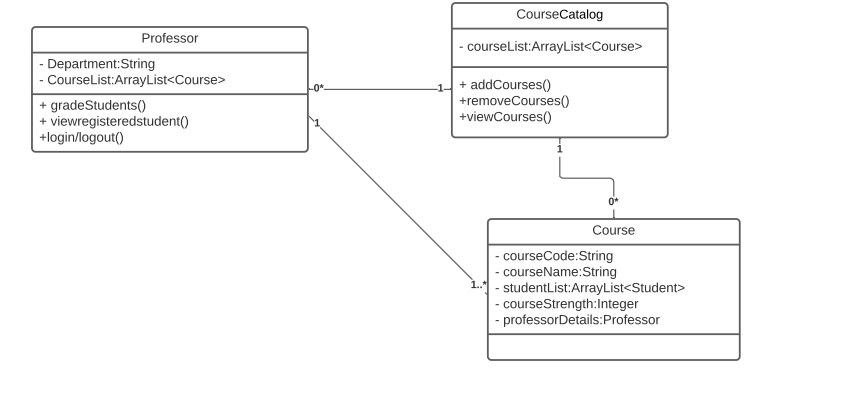 Professor
- Department:String
- CourseList:ArrayList<Course>
+ gradeStudents()
+ viewregisteredstudent()
+login/logout()
0*
1
CourseCatalog
- courseList:ArrayList<Course>
+ addCourses()
+removeCourses()
+viewCourses()
1
1
0*
1..*
Course
- courseCode:String
- courseName:String
- studentList:ArrayList<Student>
- courseStrength:Integer
- professorDetails:Professor